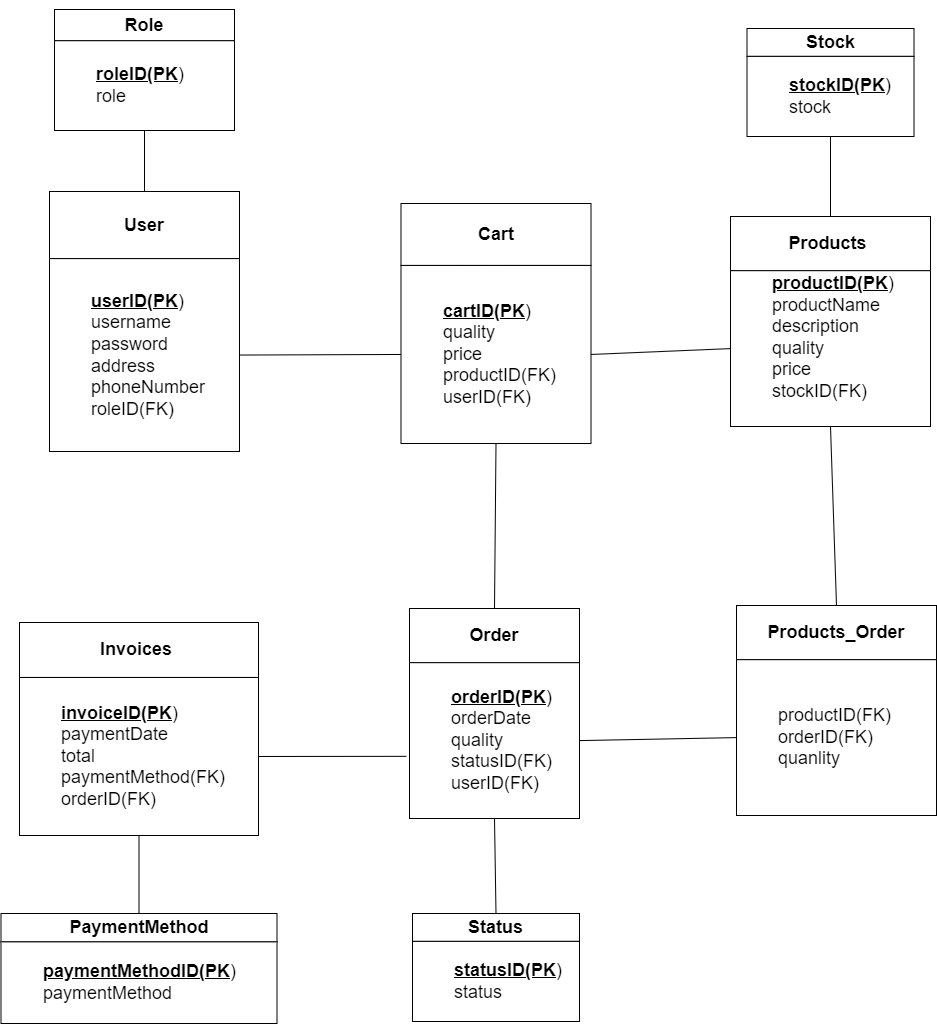 Role
roleID(PK)
role
Stock
stockID(PK)
stock
User
userID(PK)
username
password
address
phoneNumber
roleID(FK)
Cart
cartID(PK)
quality
price
productID(FK)
userID(FK)
Products
productID(PK)
productName
description
quality
price
stockID(FK)
Invoices
invoiceID(PK)
paymentDate
total
paymentMethod(FK)
orderID(FK)
Order
orderID(PK)
orderDate
quality
statusID(FK)
userID(FK)
Products_Order
productID(FK)
orderID(FK)
quanlity
PaymentMethod
paymentMethodID(PK)
paymentMethod
Status
statusID(PK)
status